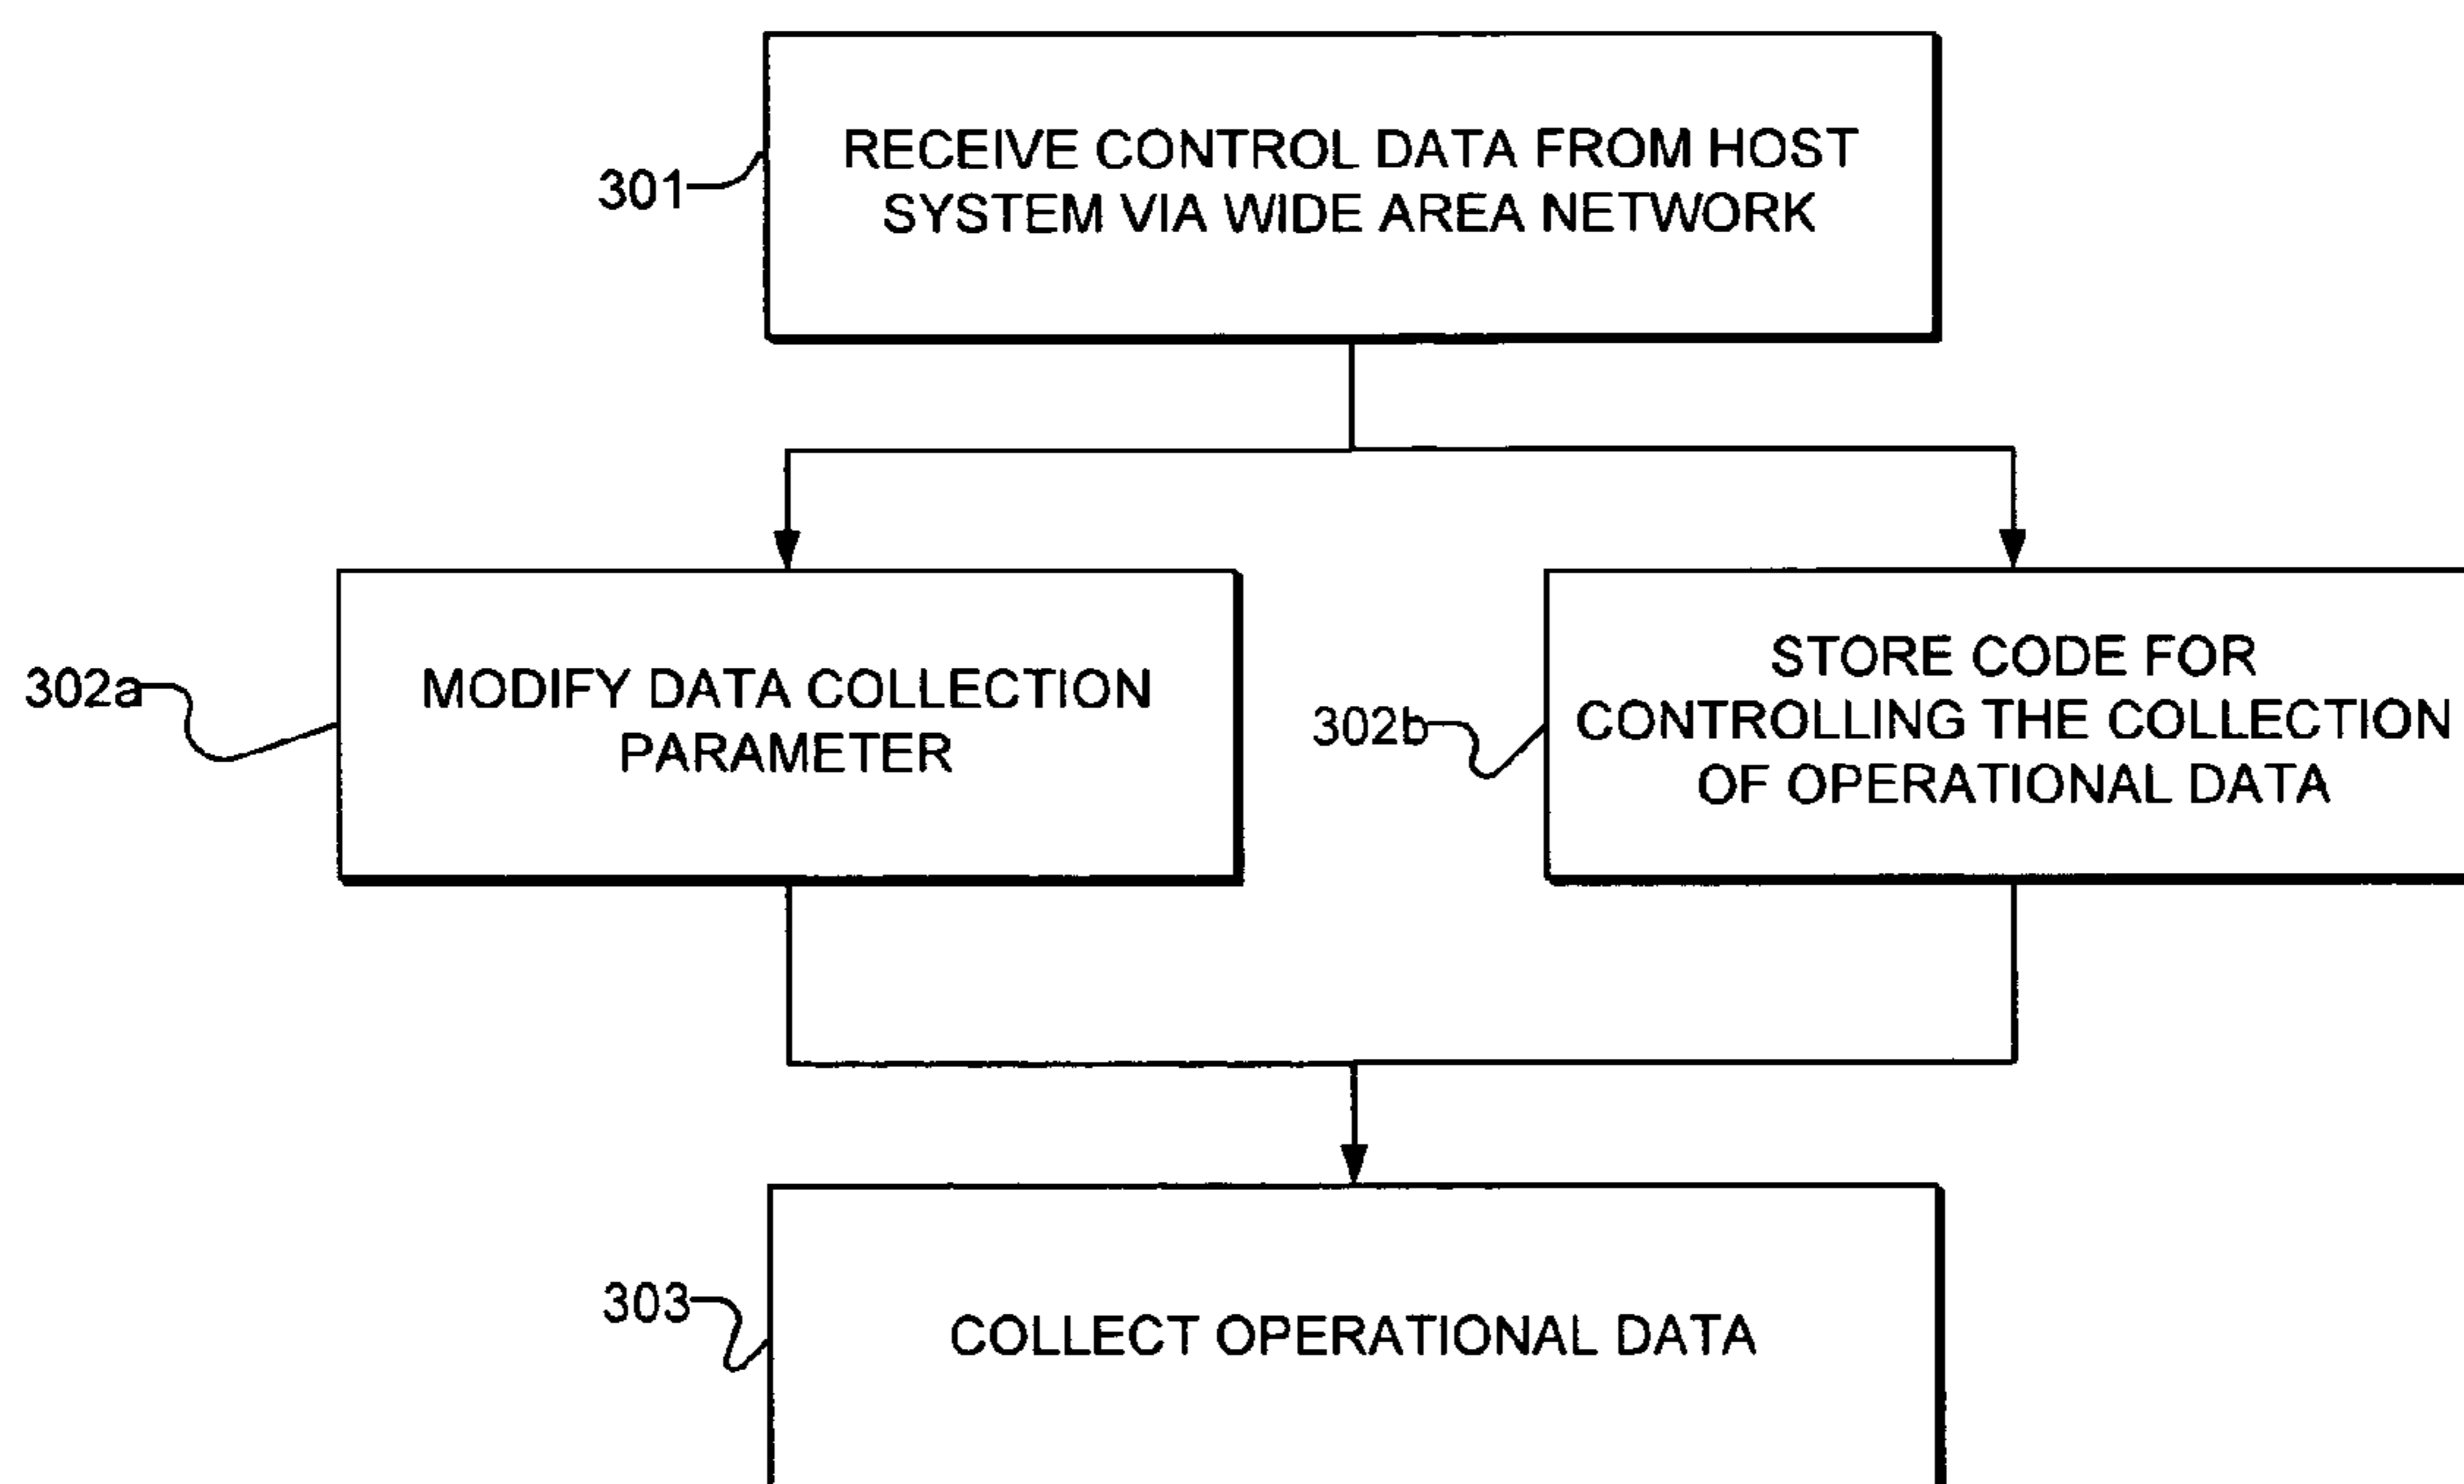 RECEIVE CONTROL DATA FROM HOST
SYSTEM VIA WIDE AREA NETWORK
301
302a
MODIFY DATA COLLECTION
PARAMETER
302b
STORE CODE FOR
CONTROLLING THE COLLECTION
OF OPERATIONAL DATA
303
COLLECT OPERATIONAL DATA